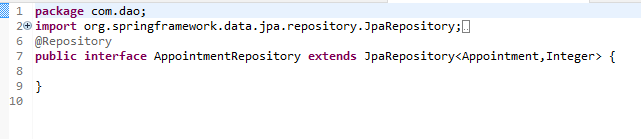 1 package com.dao;
2 import org.springframework.data.jpa.repository.JpaRepository;
6 @Repository
7 public interface AppointmentRepository extends JpaRepository<Appointment,Integer> {
8
9 }
10